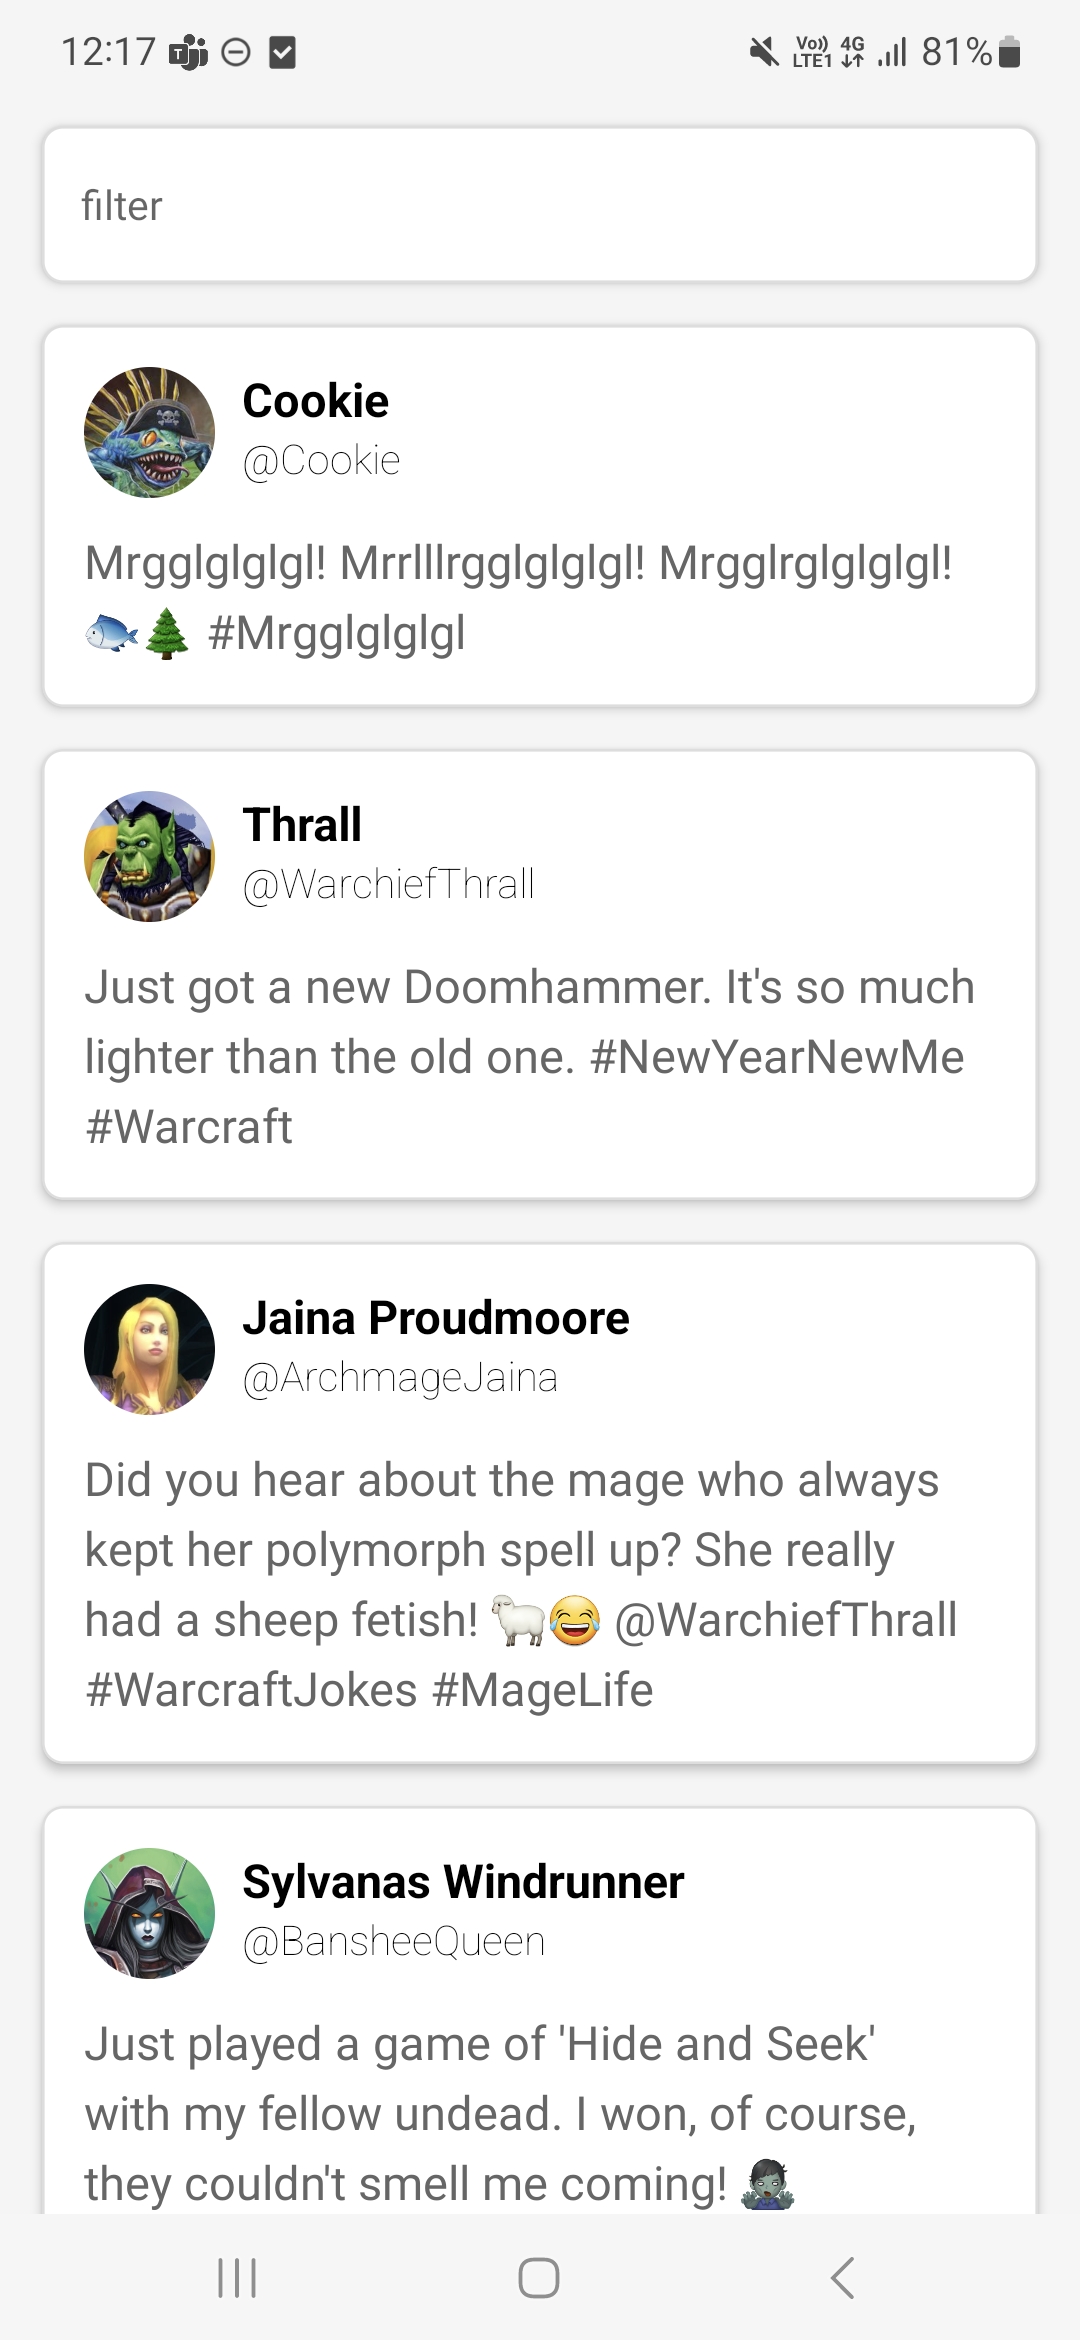 12:17
Vo)) 4G
LTE1
81%
filter
Cookie
@Cookie
Mrgglglglgl! Mrrlllrgglglglgl! Mrgglrglglglgl!
🐟🌲 #Mrgglglglgl
Thrall
@WarchiefThrall
Just got a new Doomhammer. It's so much
lighter than the old one. #NewYearNewMe
#Warcraft
Jaina Proudmoore
@ArchmageJaina
Did you hear about the mage who always
kept her polymorph spell up? She really
had a sheep fetish! 🐑😂 @WarchiefThrall
#WarcraftJokes #MageLife
Sylvanas Windrunner
@BansheeQueen
Just played a game of 'Hide and Seek'
with my fellow undead. I won, of course,
they couldn't smell me coming! 🧟